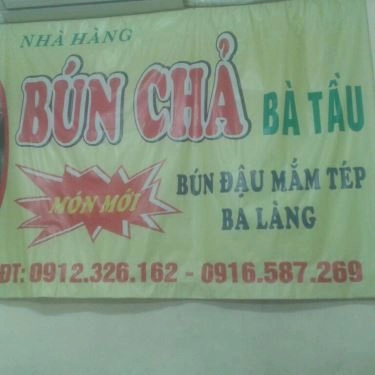 NHÀ HÀNG
BÚN CHẢ BÀ TẦU
MÓN MỚI
BÚN ĐẬU MẮM TÉP
BA LÀNG
ĐT: 0912.326.162 - 0916.587.269